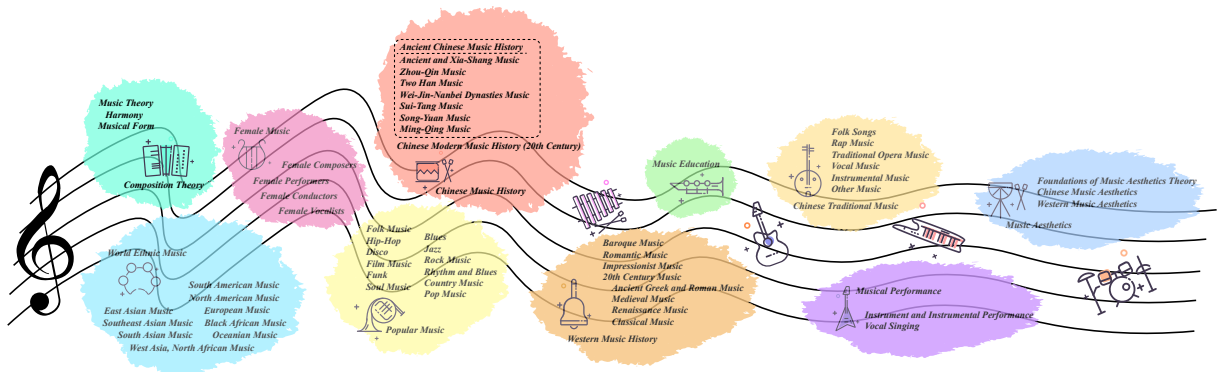 Music Theory
Harmony
Musical Form
Composition Theory
Female Music
Female Composers
Female Performers
Female Conductors
Female Vocalists
Ancient Chinese Music History
Ancient and Xia-Shang Music
Zhou-Qin Music
Two Han Music
Wei-Jin-Nanbei Dynasties Music
Sui-Tang Music
Song-Yuan Music
Ming-Qing Music
Chinese Modern Music History (20th Century)
Chinese Music History
World Ethnic Music
South American Music
North American Music
East Asian Music
European Music
Southeast Asian Music
Black African Music
South Asian Music
Oceanian Music
West Asia, North African Music
Folk Music
Hip-Hop
Disco
Film Music
Funk
Soul Music
Blues
Jazz
Rock Music
Rhythm and Blues
Country Music
Pop Music
Popular Music
Baroque Music
Romantic Music
Impressionist Music
20th Century Music
Ancient Greek and Roman Music
Medieval Music
Renaissance Music
Classical Music
Western Music History
Music Education
Folk Songs
Rap Music
Traditional Opera Music
Vocal Music
Instrumental Music
Other Music
Chinese Traditional Music
Musical Performance
Instrument and Instrumental Performance
Vocal Singing
Foundations of Music Aesthetics Theory
Chinese Music Aesthetics
Western Music Aesthetics
Music Aesthetics